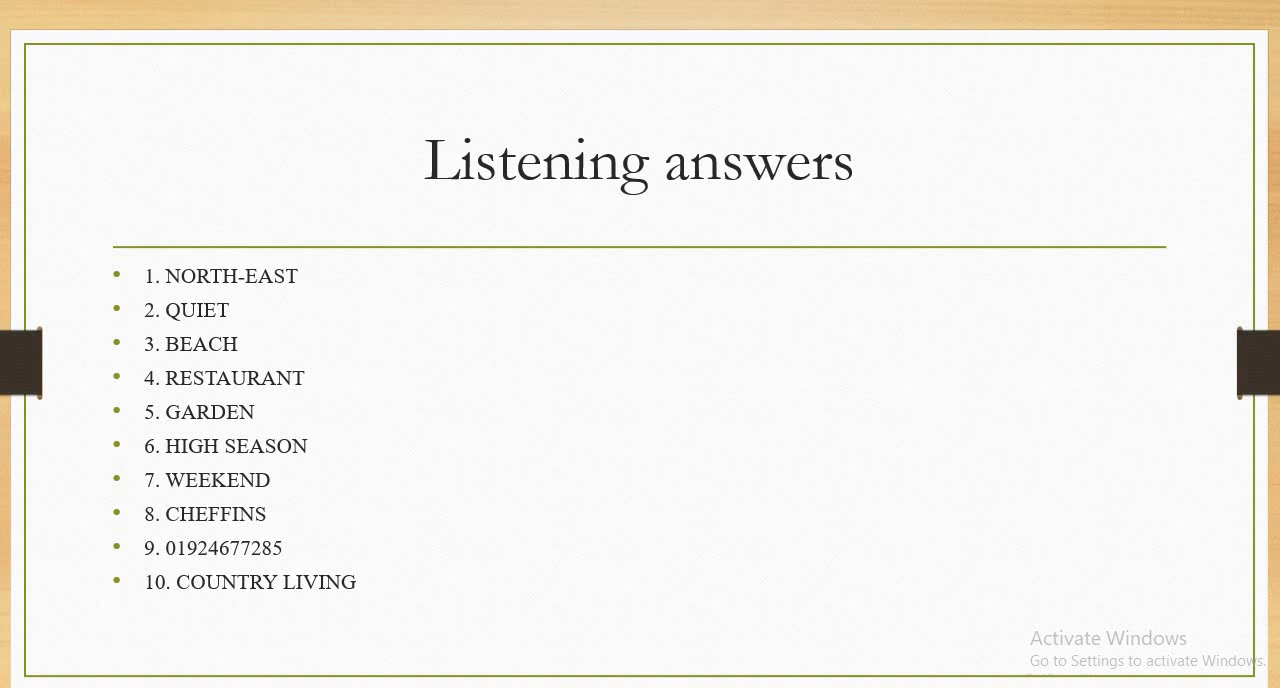 Listening answers
• 1. NORTH-EAST
• 2. QUIET
• 3. BEACH
• 4. RESTAURANT
• 5. GARDEN
• 6. HIGH SEASON
• 7. WEEKEND
• 8. CHEFFINS
• 9. 01924677285
• 10. COUNTRY LIVING
Activate Windows
Go to Settings to activate Windows.